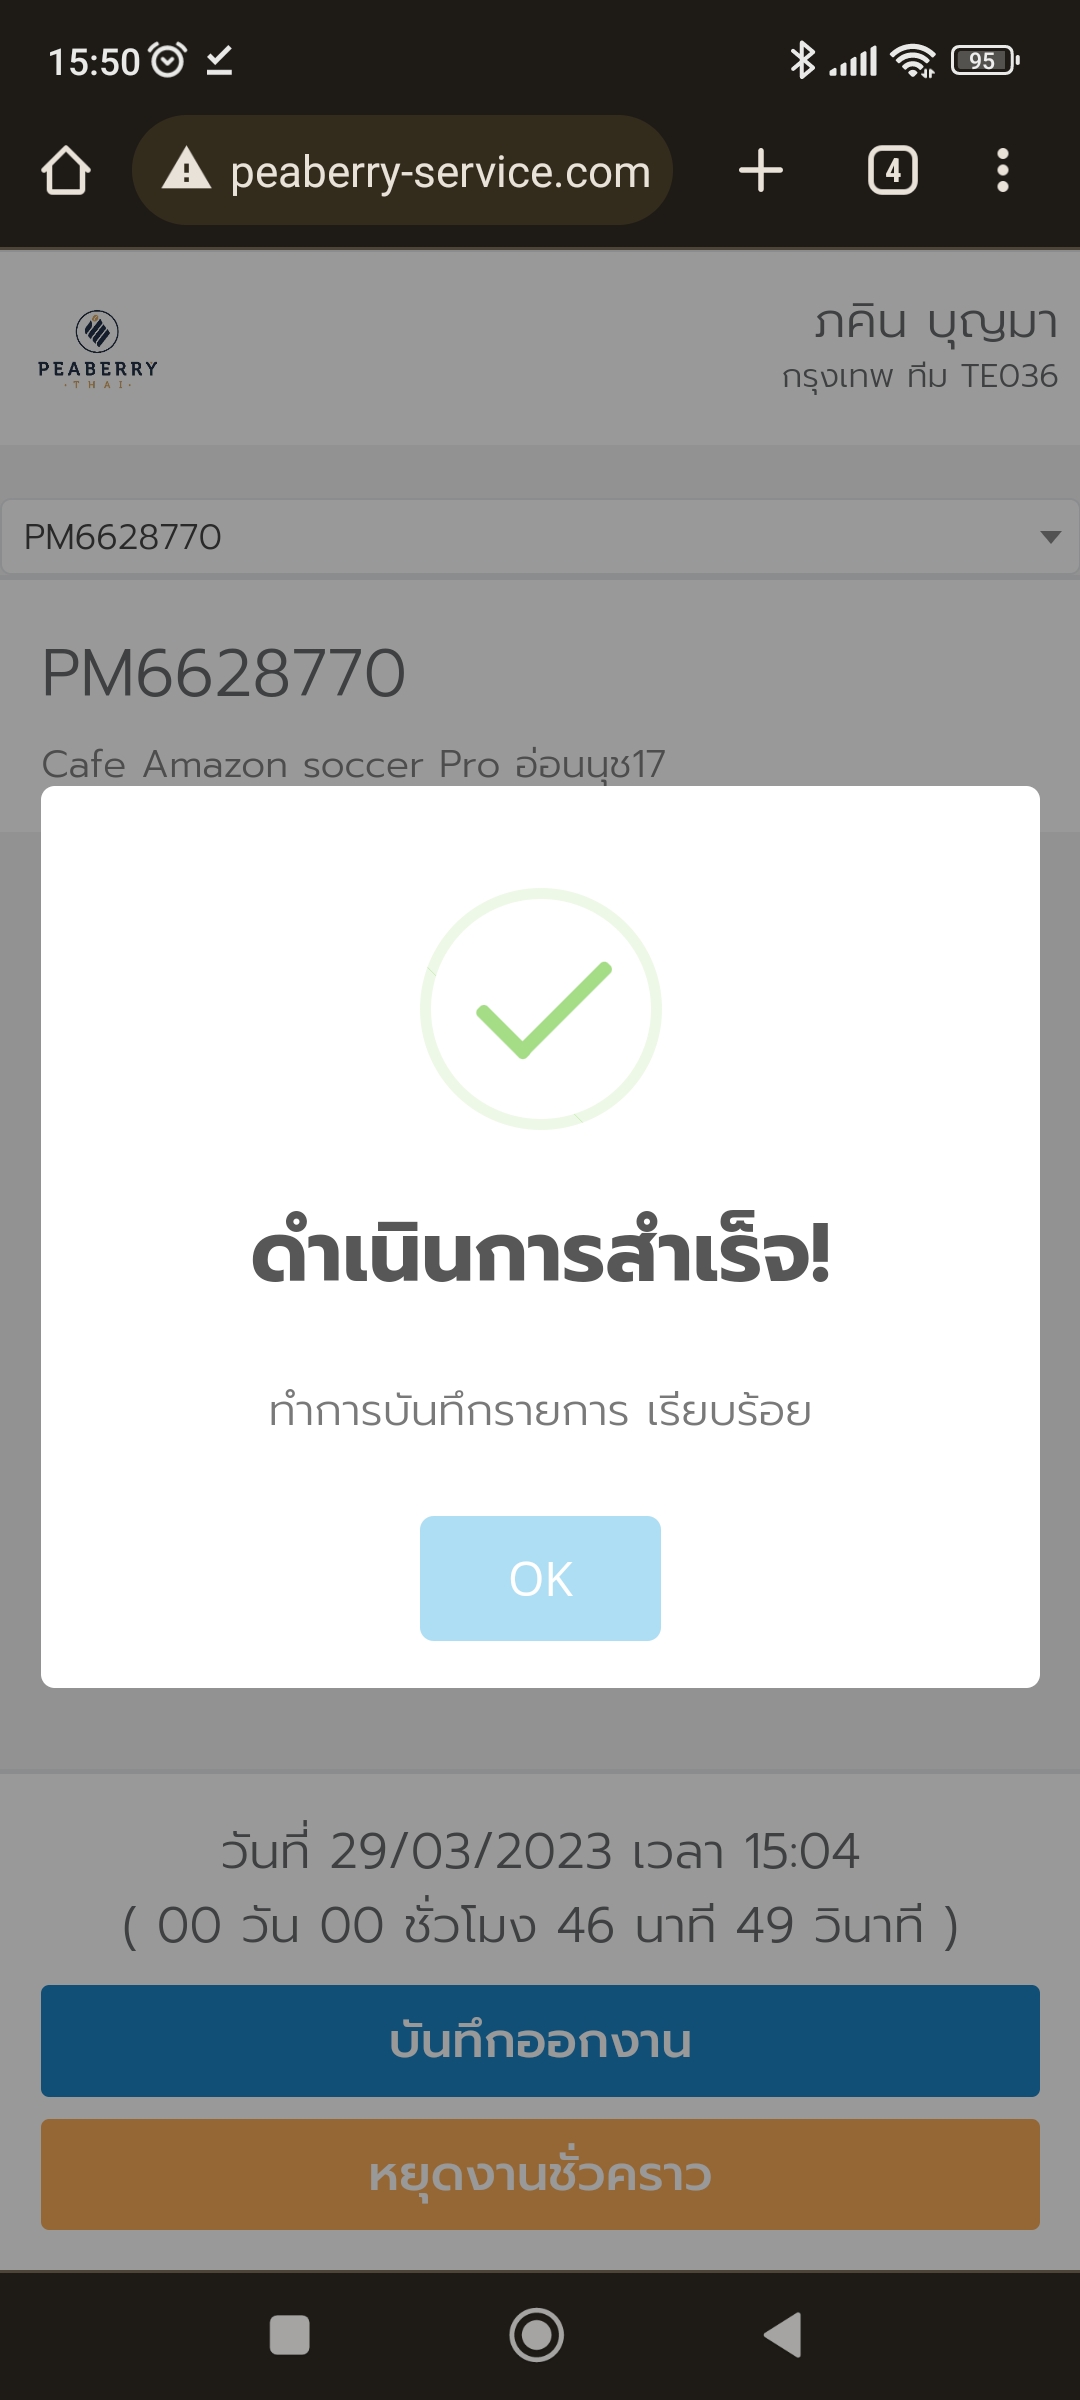 15:50
95
peaberry-service.com
4
PEABERRY
·THAI·
ภคิน บุญมา
กรุงเทพ ทีม TE036
PM6628770
PM6628770
Cafe Amazon soccer Pro อ่อนนุช17
ดำเนินการสำเร็จ!
ทำการบันทึกรายการ เรียบร้อย
OK
วันที่ 29/03/2023 เวลา 15:04
( 00 วัน 00 ชั่วโมง 46 นาที 49 วินาที )
บันทึกออกงาน
หยุดงานชั่วคราว